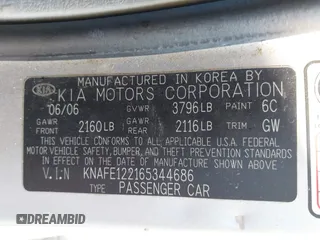 MANUFACTURED IN KOREA BY
KIA KIA MOTORS CORPORATION
06/06 GVWR 3796LB PAINT 6C
GAWR FRONT 2160LB GAWR REAR 2116LB TRIM GW
THIS VEHICLE CONFORMS TO ALL APPLICABLE U.S.A FEDERAL
MOTOR VEHICLE SAFETY, BUMPER, AND THEFT PREVENTION
STANDARDS IN EFFECT ON THE DATE OF MANUFACTURE SHOWN ABOVE.
V.I.N KNAFE122165344686
TYPE PASSENGER CAR
DREAMBID